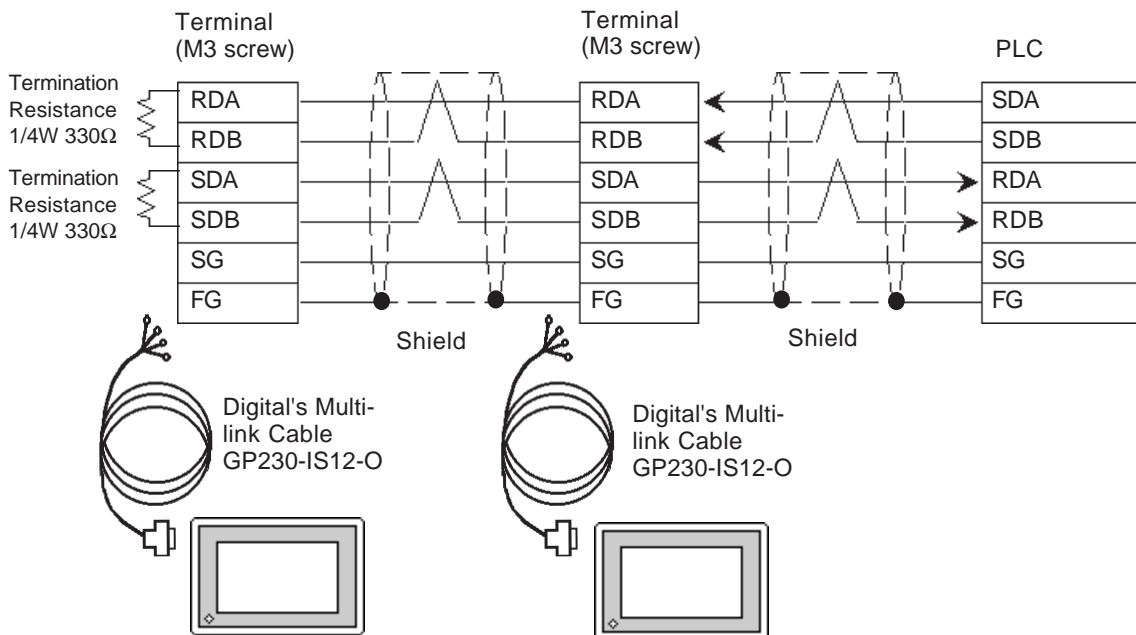 Terminal
(M3 screw)
Terminal
(M3 screw)
PLC
Termination
Resistance
1/4W 330Ω
Termination
Resistance
1/4W 330Ω
RDA
RDB
SDA
SDB
SG
FG
RDA
RDB
SDA
SDB
SG
FG
SDA
SDB
RDA
RDB
SG
FG
Shield
Shield
Digital's Multi-
link Cable
GP230-IS12-O
Digital's Multi-
link Cable
GP230-IS12-O